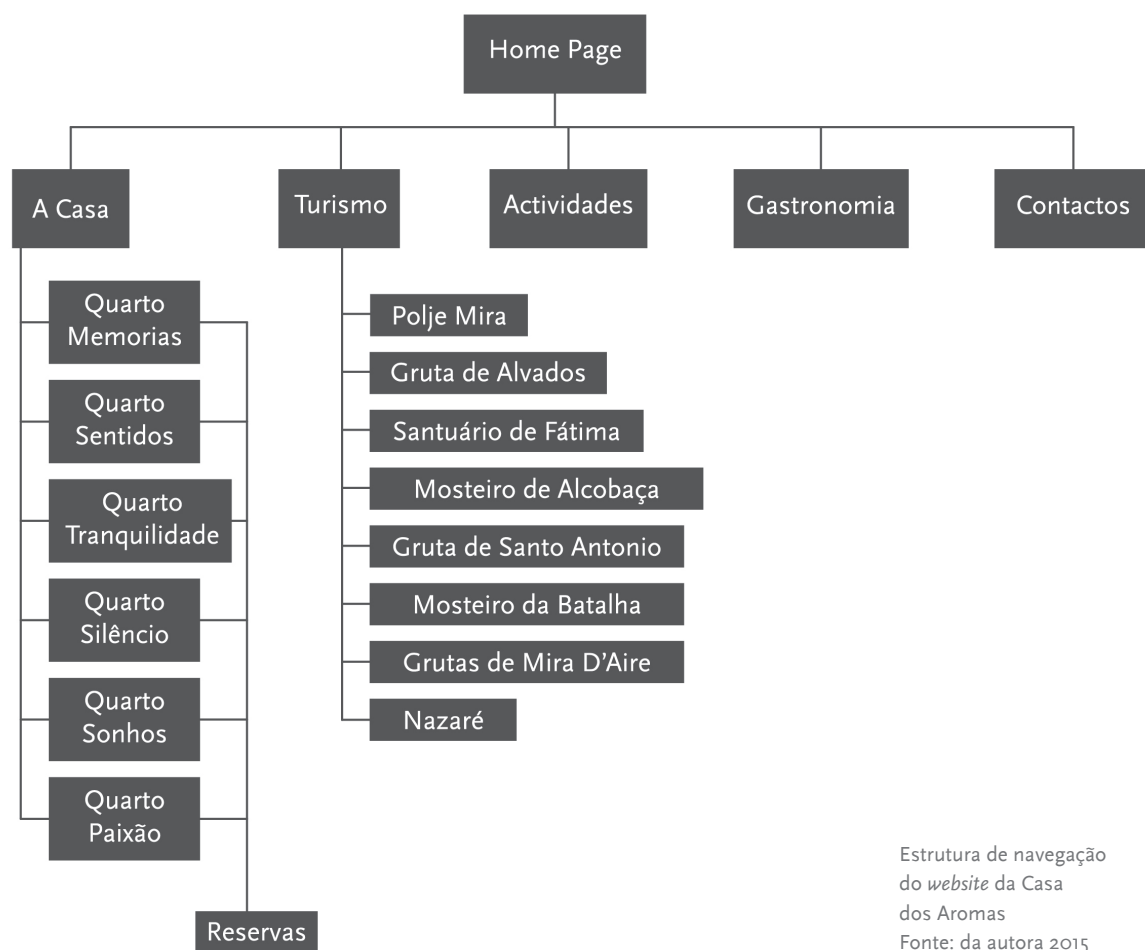 Home Page
A Casa
Turismo
Actividades
Gastronomia
Contactos
Quarto
Memorias
Quarto
Sentidos
Quarto
Tranquilidade
Quarto
Silêncio
Quarto
Sonhos
Quarto
Paixão
Reservas
Polje Mira
Gruta de Alvados
Santuário de Fátima
Mosteiro de Alcobaça
Gruta de Santo Antonio
Mosteiro da Batalha
Grutas de Mira D’Aire
Nazaré
Estrutura de navegação
do website da Casa
dos Aromas
Fonte: da autora 2015